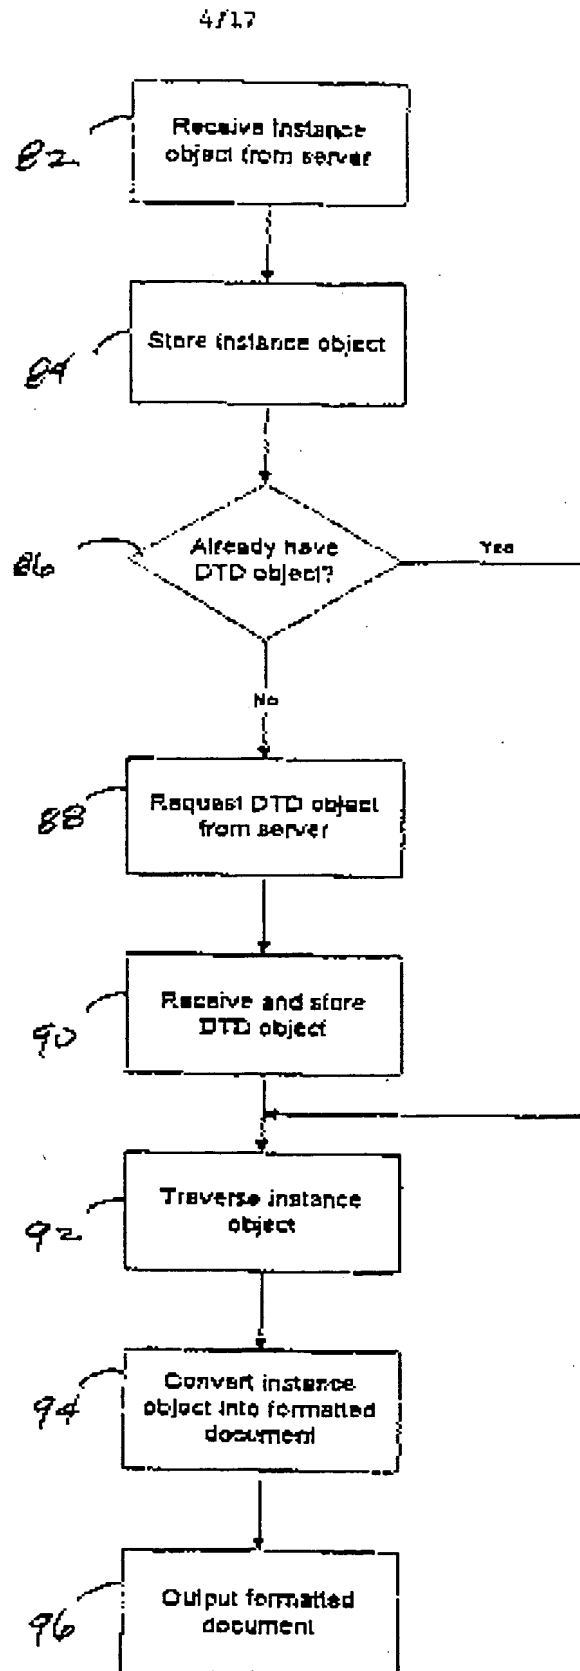 4/17
82
Receive instance
object from server
84
Store instance object
86
Already have
DTD object?
Yes
No
88
Request DTD object
from server
90
Receive and store
DTD object
92
Traverse instance
object
94
Convert instance
object into formatted
document
96
Output formatted
document